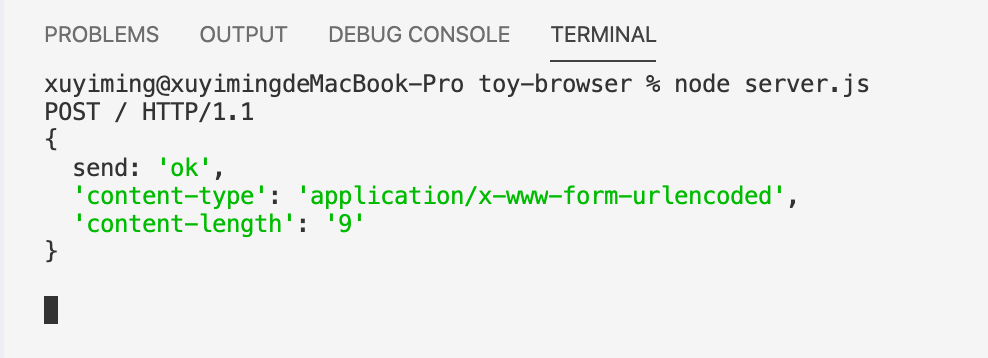 PROBLEMS OUTPUT DEBUG CONSOLE TERMINAL
xuyiming@xuyimingdeMacBook-Pro toy-browser % node server.js
POST / HTTP/1.1
{
  send: 'ok',
  'content-type': 'application/x-www-form-urlencoded',
  'content-length': '9'
}